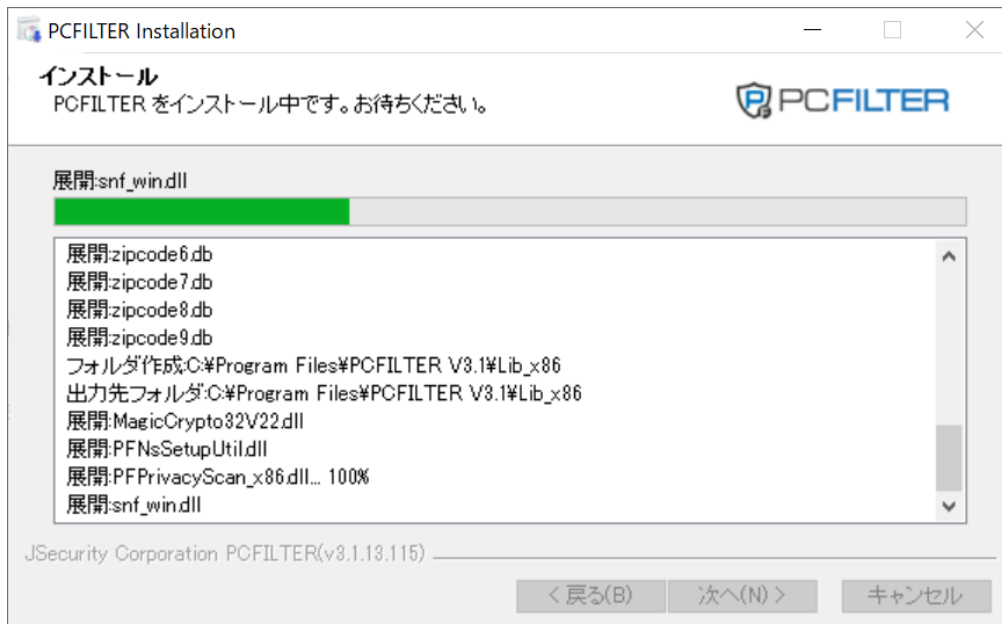 PCFILTER Installation
インストール
PCFILTER をインストール中です。お待ちください。
PCFILTER
展開:snf_win.dll
展開:zipcode6.db
展開:zipcode7.db
展開:zipcode8.db
展開:zipcode9.db
フォルダ作成:C:¥Program Files¥PCFILTER V3.1¥Lib_x86
出力先フォルダ:C:¥Program Files¥PCFILTER V3.1¥Lib_x86
展開:MagicCrypto32V22.dll
展開:PFNsSetupUtil.dll
展開:PFPrivacyScan_x86.dll... 100%
展開:snf_win.dll
JSecurity Corporation PCFILTER(v3.1.13.115)
< 戻る(B)
次へ(N) >
キャンセル